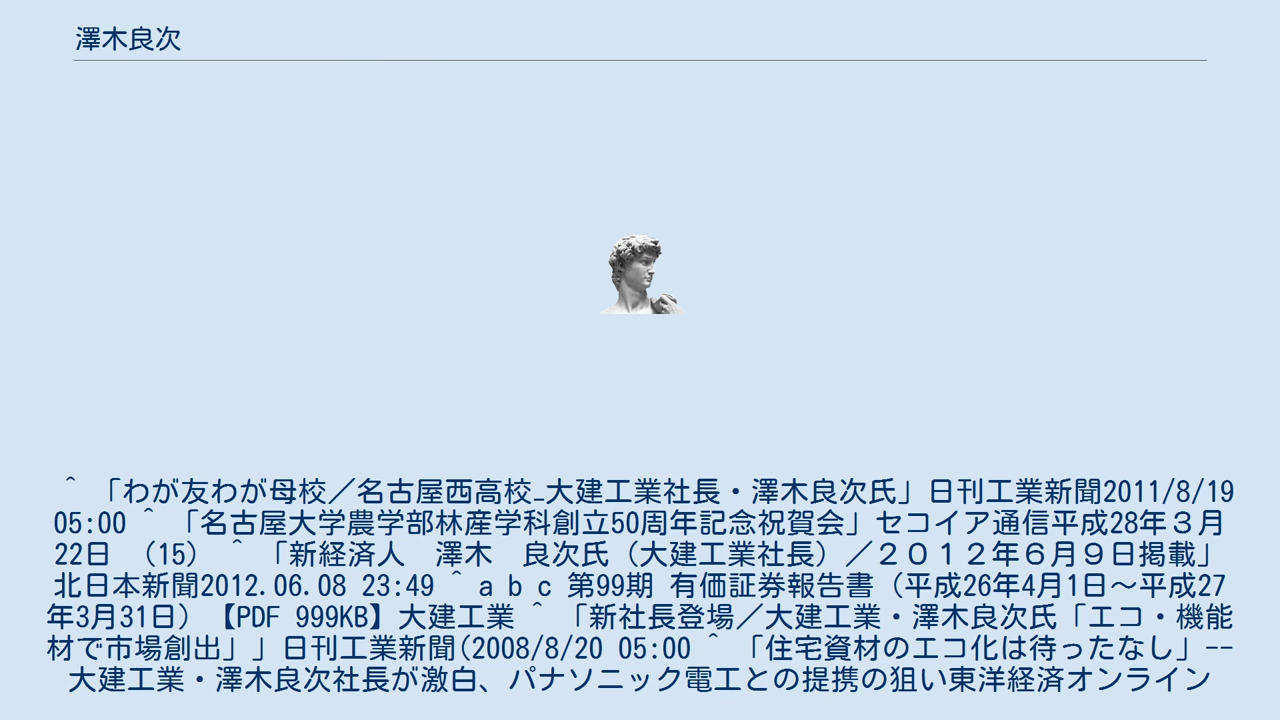 澤木良次
^ 「わが友わが母校／名古屋西高校_大建工業社長・澤木良次氏」日刊工業新聞2011/8/19
05:00 ^ 「名古屋大学農学部林産学科創立50周年記念祝賀会」セコイア通信平成28年３月
22日 （15） ^ 「新経済人　澤木　良次氏（大建工業社長）／２０１２年６月９日掲載」
北日本新聞2012.06.08 23:49 ^ a b c 第99期 有価証券報告書（平成26年4月1日～平成27
年3月31日）【PDF 999KB】大建工業 ^ 「新社長登場／大建工業・澤木良次氏「エコ・機能
材で市場創出」」日刊工業新聞(2008/8/20 05:00 ^ 「住宅資材のエコ化は待ったなし」--
大建工業・澤木良次社長が激白、パナソニック電工との提携の狙い東洋経済オンライン